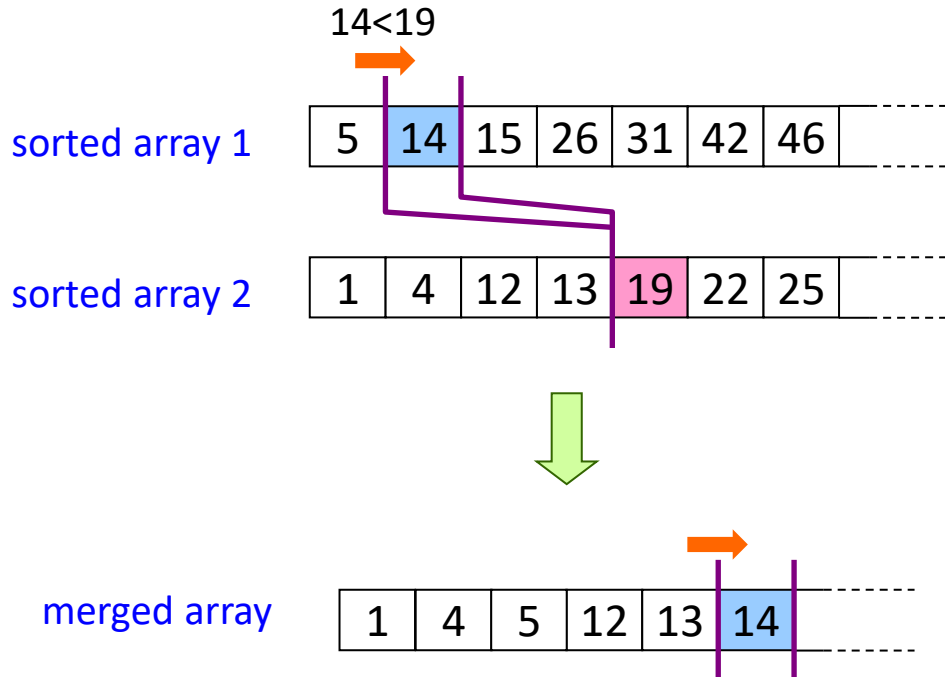 14<19
sorted array 1 5 14 15 26 31 42 46
sorted array 2 1 4 12 13 19 22 25
merged array 1 4 5 12 13 14